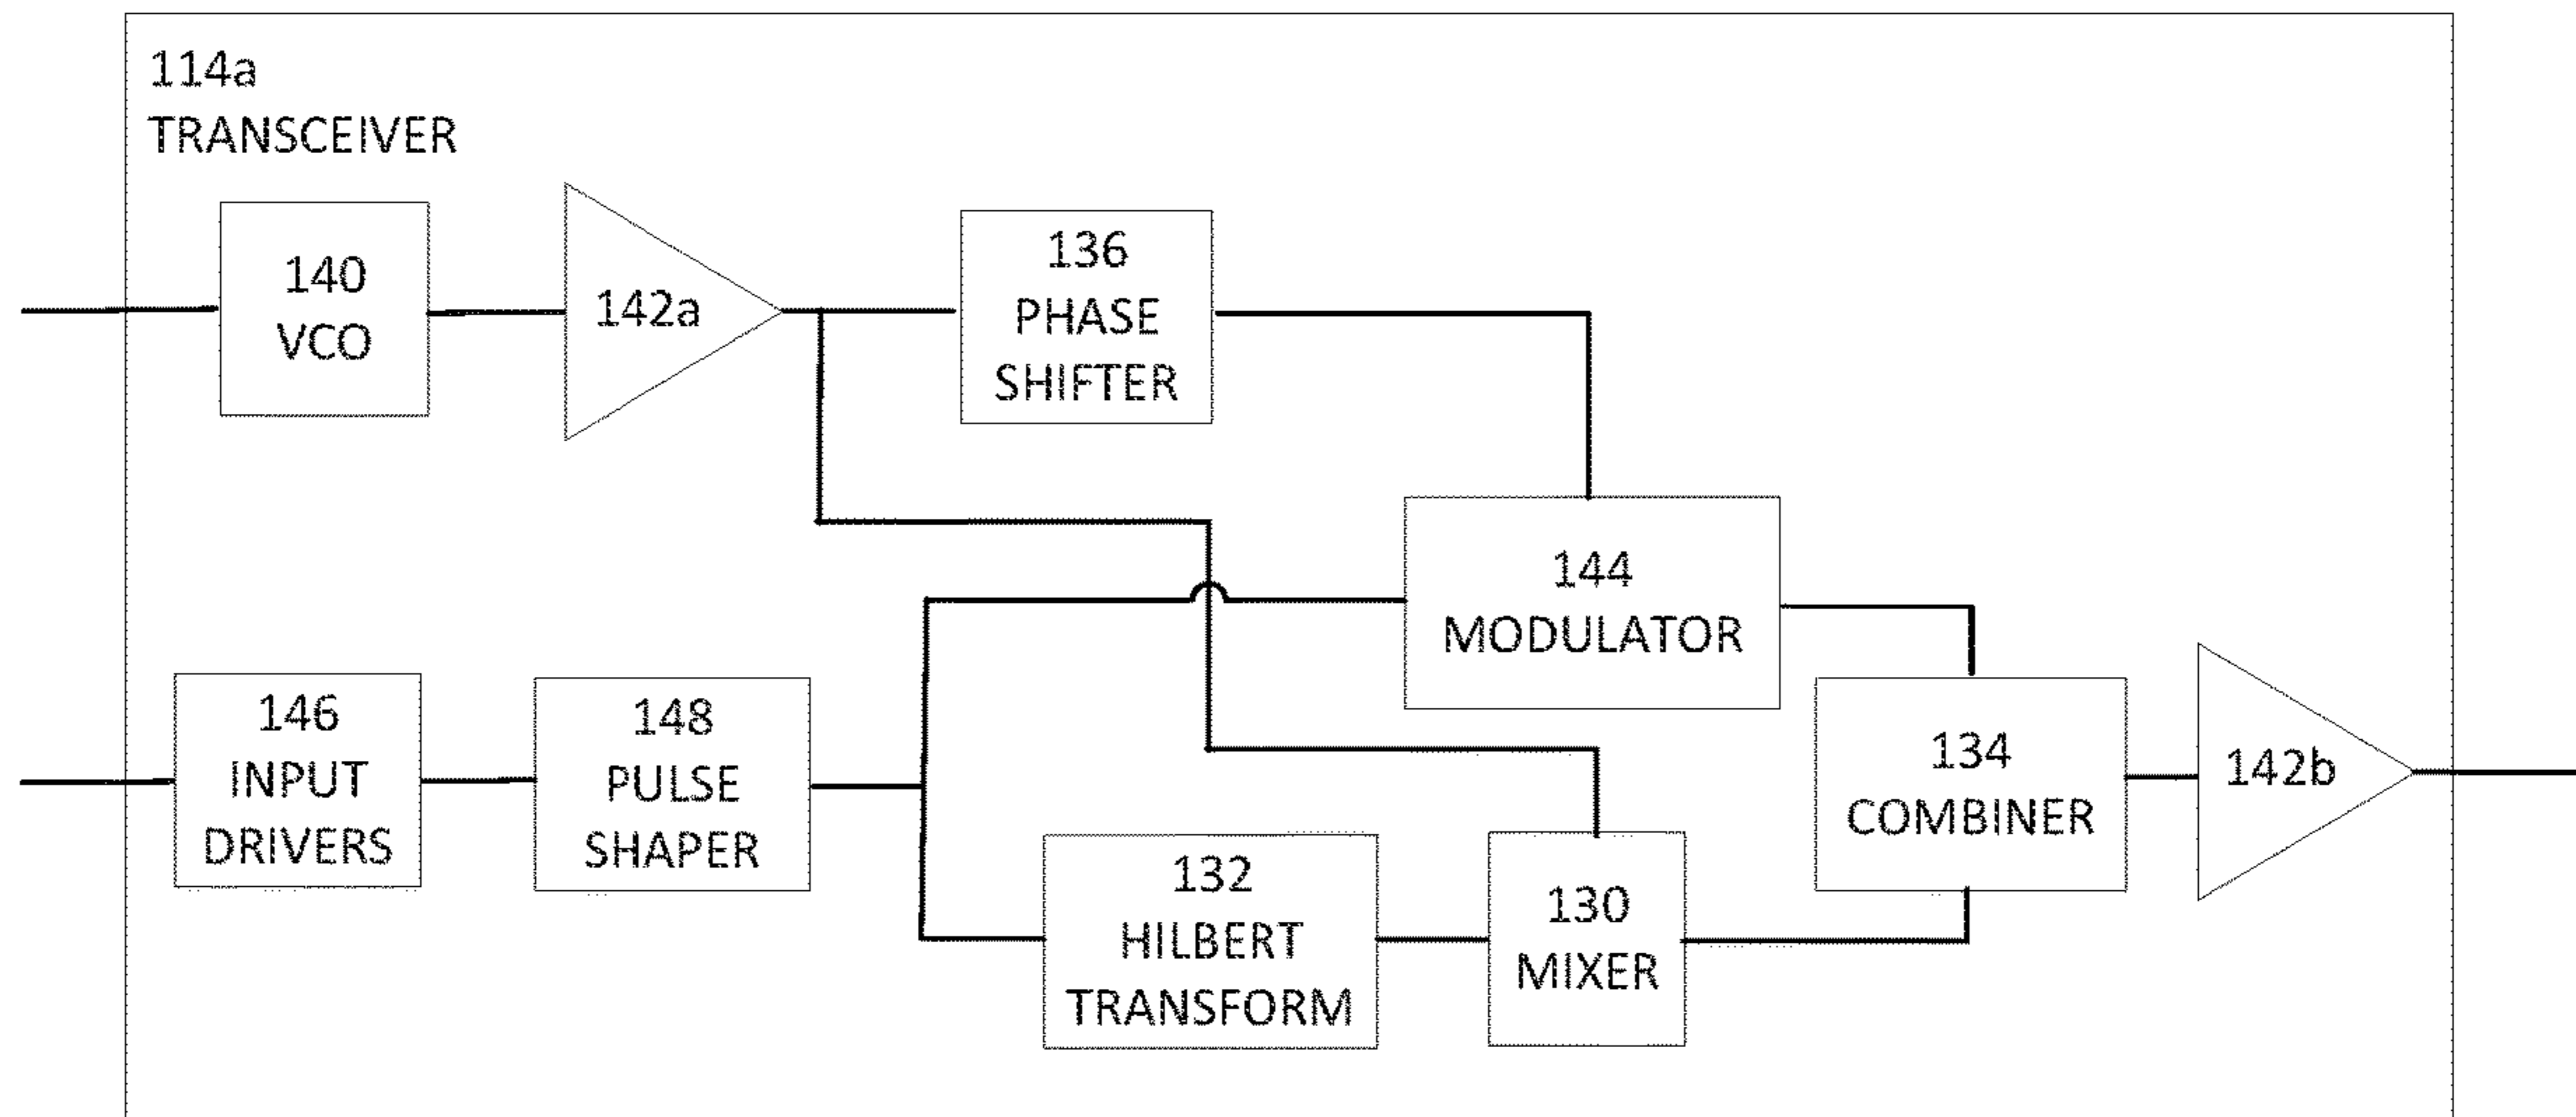 114a
TRANSCEIVER
140
VCO
142a
136
PHASE
SHIFTER
144
MODULATOR
146
INPUT
DRIVERS
148
PULSE
SHAPER
132
HILBERT
TRANSFORM
130
MIXER
134
COMBINER
142b